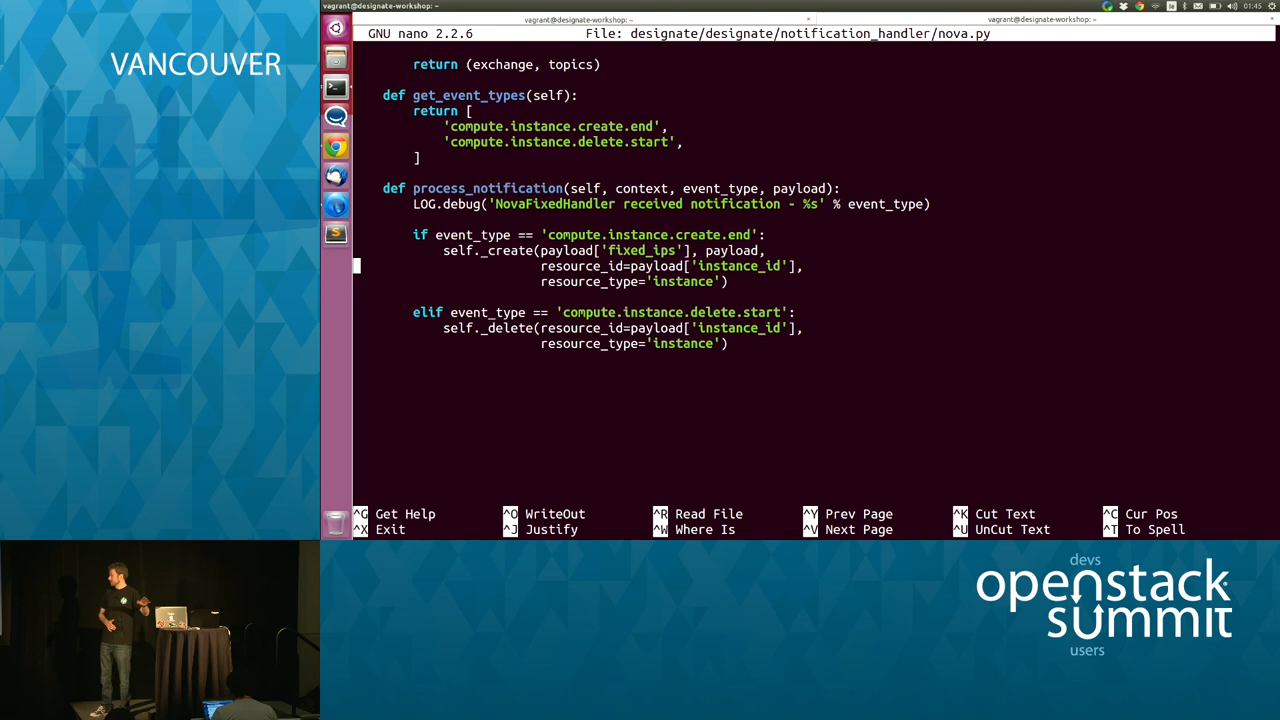 VANCOUVER
vagrant@designate-workshop: ~
01:45
vagrant@designate-workshop: ~ ×
vagrant@designate-workshop: ~ ×
GNU nano 2.2.6 File: designate/designate/notification_handler/nova.py
return (exchange, topics)
def get_event_types(self):
return [
'compute.instance.create.end',
'compute.instance.delete.start',
]
def process_notification(self, context, event_type, payload):
LOG.debug('NovaFixedHandler received notification - %s' % event_type)
if event_type == 'compute.instance.create.end':
self._create(payload['fixed_ips'], payload,
resource_id=payload['instance_id'],
resource_type='instance')
elif event_type == 'compute.instance.delete.start':
self._delete(resource_id=payload['instance_id'],
resource_type='instance')
^G Get Help ^O WriteOut ^R Read File ^Y Prev Page ^K Cut Text ^C Cur Pos
^X Exit ^J Justify ^W Where Is ^V Next Page ^U UnCut Text ^T To Spell
devs
openstack
summit
users